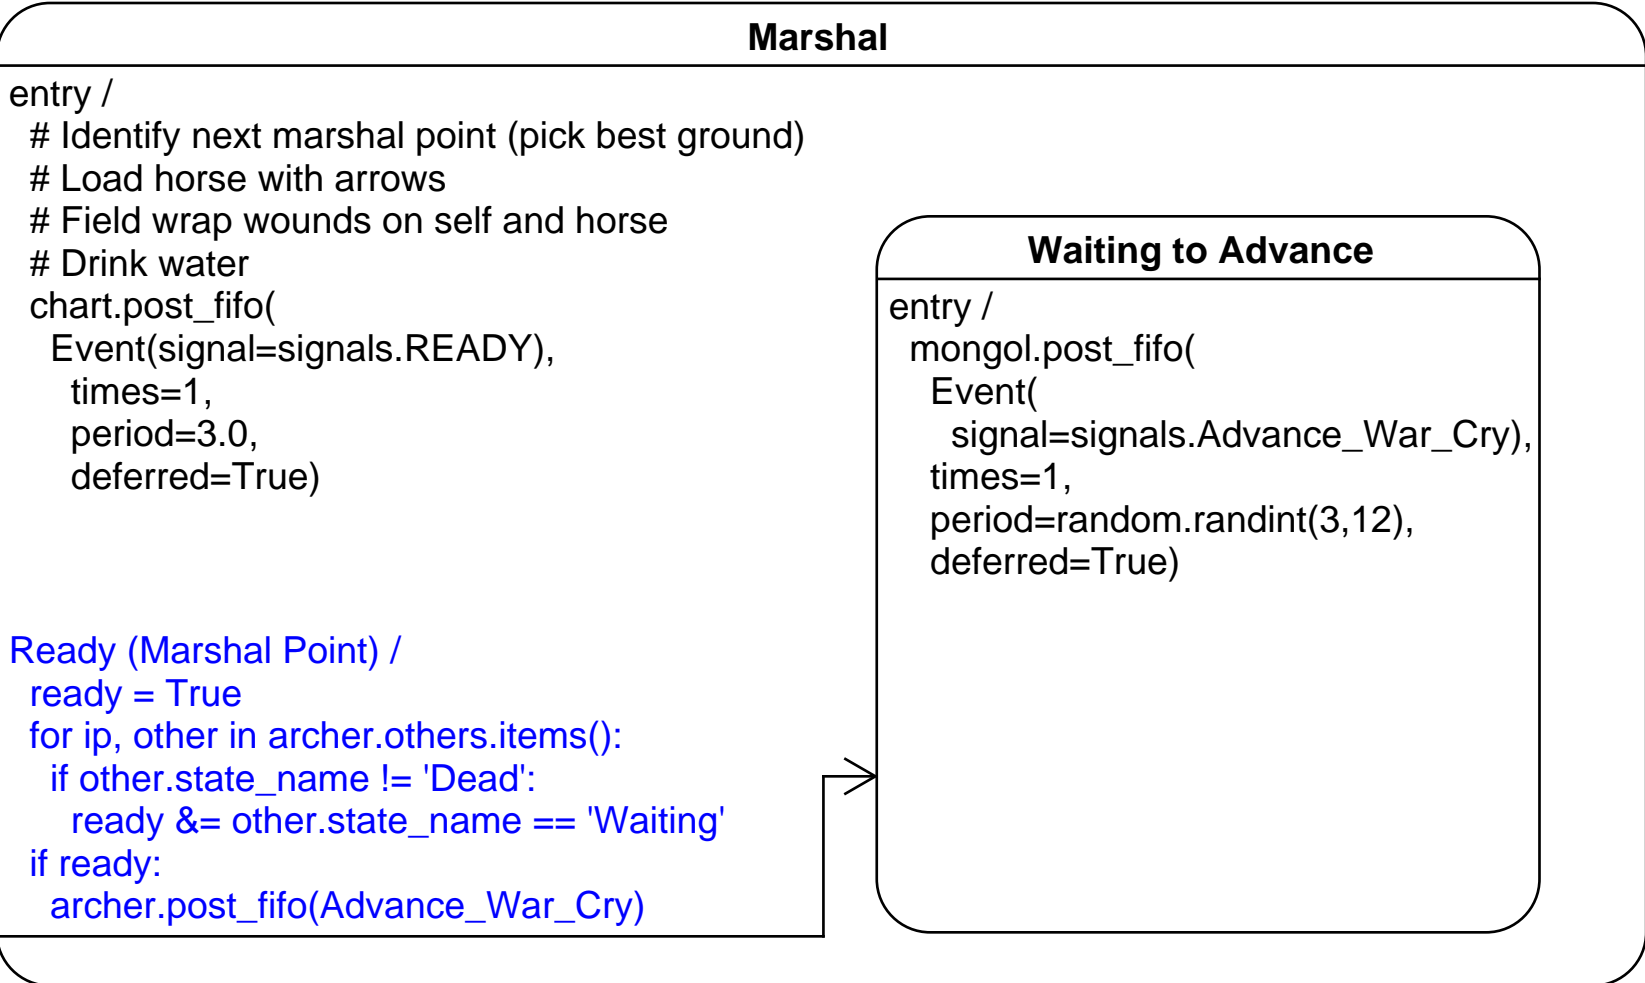 Marshal
entry /
# Identify next marshal point (pick best ground)
# Load horse with arrows
# Field wrap wounds on self and horse
# Drink water
chart.post_fifo(
Event(signal=signals.READY),
times=1,
period=3.0,
deferred=True)
Ready (Marshal Point) /
ready = True
for ip, other in archer.others.items():
if other.state_name != 'Dead':
ready &= other.state_name == 'Waiting'
if ready:
archer.post_fifo(Advance_War_Cry)
Waiting to Advance
entry /
mongol.post_fifo(
Event(
signal=signals.Advance_War_Cry),
times=1,
period=random.randint(3,12),
deferred=True)